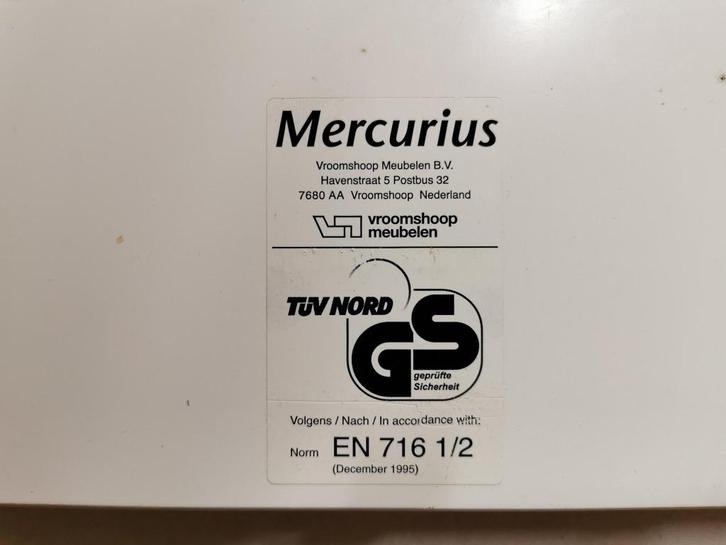 Mercurius
Vroomshoop Meubelen B.V.
Havenstraat 5 Postbus 32
7680 AA Vroomshoop Nederland
vroomshoop
meubelen
TÜV NORD
GS
geprüfte
Sicherheit
Volgens / Nach / In accordance with:
Norm EN 716 1/2
(December 1995)